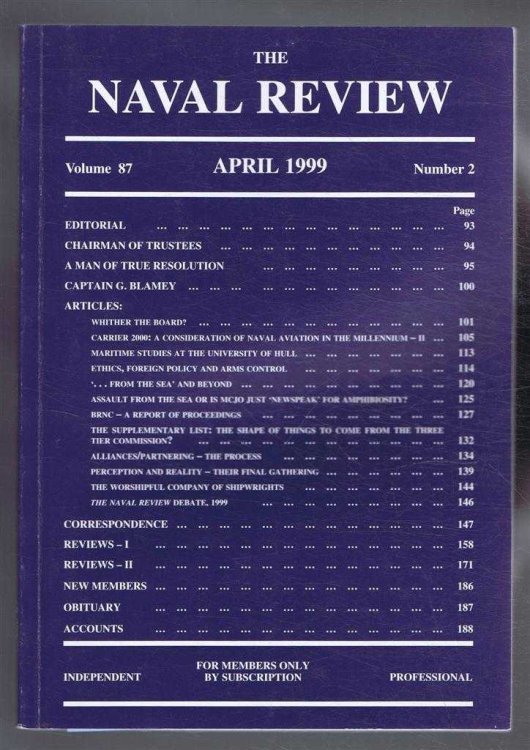 THE
NAVAL REVIEW
Volume 87 APRIL 1999 Number 2
Page
EDITORIAL ... ... ... ... ... ... ... ... ... ... ... ... ... ... 93
CHAIRMAN OF TRUSTEES ... ... ... ... ... ... ... ... ... ... ... 94
A MAN OF TRUE RESOLUTION ... ... ... ... ... ... ... ... ... 95
CAPTAIN G. BLAMEY ... ... ... ... ... ... ... ... ... ... ... ... 100
ARTICLES:
WHITHER THE BOARD? ... ... ... ... ... ... ... ... ... ... ... ... 101
CARRIER 2000: A CONSIDERATION OF NAVAL AVIATION IN THE MILLENNIUM – II ... 105
MARITIME STUDIES AT THE UNIVERSITY OF HULL ... ... ... ... ... ... ... 113
ETHICS, FOREIGN POLICY AND ARMS CONTROL ... ... ... ... ... ... ... 114
‘. . . FROM THE SEA’ AND BEYOND ... ... ... ... ... ... ... ... ... ... 120
ASSAULT FROM THE SEA OR IS MCJO JUST ‘NEWSPEAK’ FOR AMPHIBIOSITY? ... 125
BRNC – A REPORT OF PROCEEDINGS ... ... ... ... ... ... ... ... ... 127
THE SUPPLEMENTARY LIST: THE SHAPE OF THINGS TO COME FROM THE THREE
TIER COMMISSION? ... ... ... ... ... ... ... ... ... ... ... ... 132
ALLIANCES/PARTNERING – THE PROCESS ... ... ... ... ... ... ... ... 134
PERCEPTION AND REALITY – THEIR FINAL GATHERING ... ... ... ... ... ... 139
THE WORSHIPFUL COMPANY OF SHIPWRIGHTS ... ... ... ... ... ... ... 144
THE NAVAL REVIEW DEBATE, 1999 ... ... ... ... ... ... ... ... ... 146
CORRESPONDENCE ... ... ... ... ... ... ... ... ... ... ... ... ... 147
REVIEWS – I ... ... ... ... ... ... ... ... ... ... ... ... ... ... 158
REVIEWS – II ... ... ... ... ... ... ... ... ... ... ... ... ... ... 171
NEW MEMBERS ... ... ... ... ... ... ... ... ... ... ... ... ... ... 186
OBITUARY ... ... ... ... ... ... ... ... ... ... ... ... ... ... 187
ACCOUNTS ... ... ... ... ... ... ... ... ... ... ... ... ... ... 188
FOR MEMBERS ONLY
INDEPENDENT BY SUBSCRIPTION PROFESSIONAL